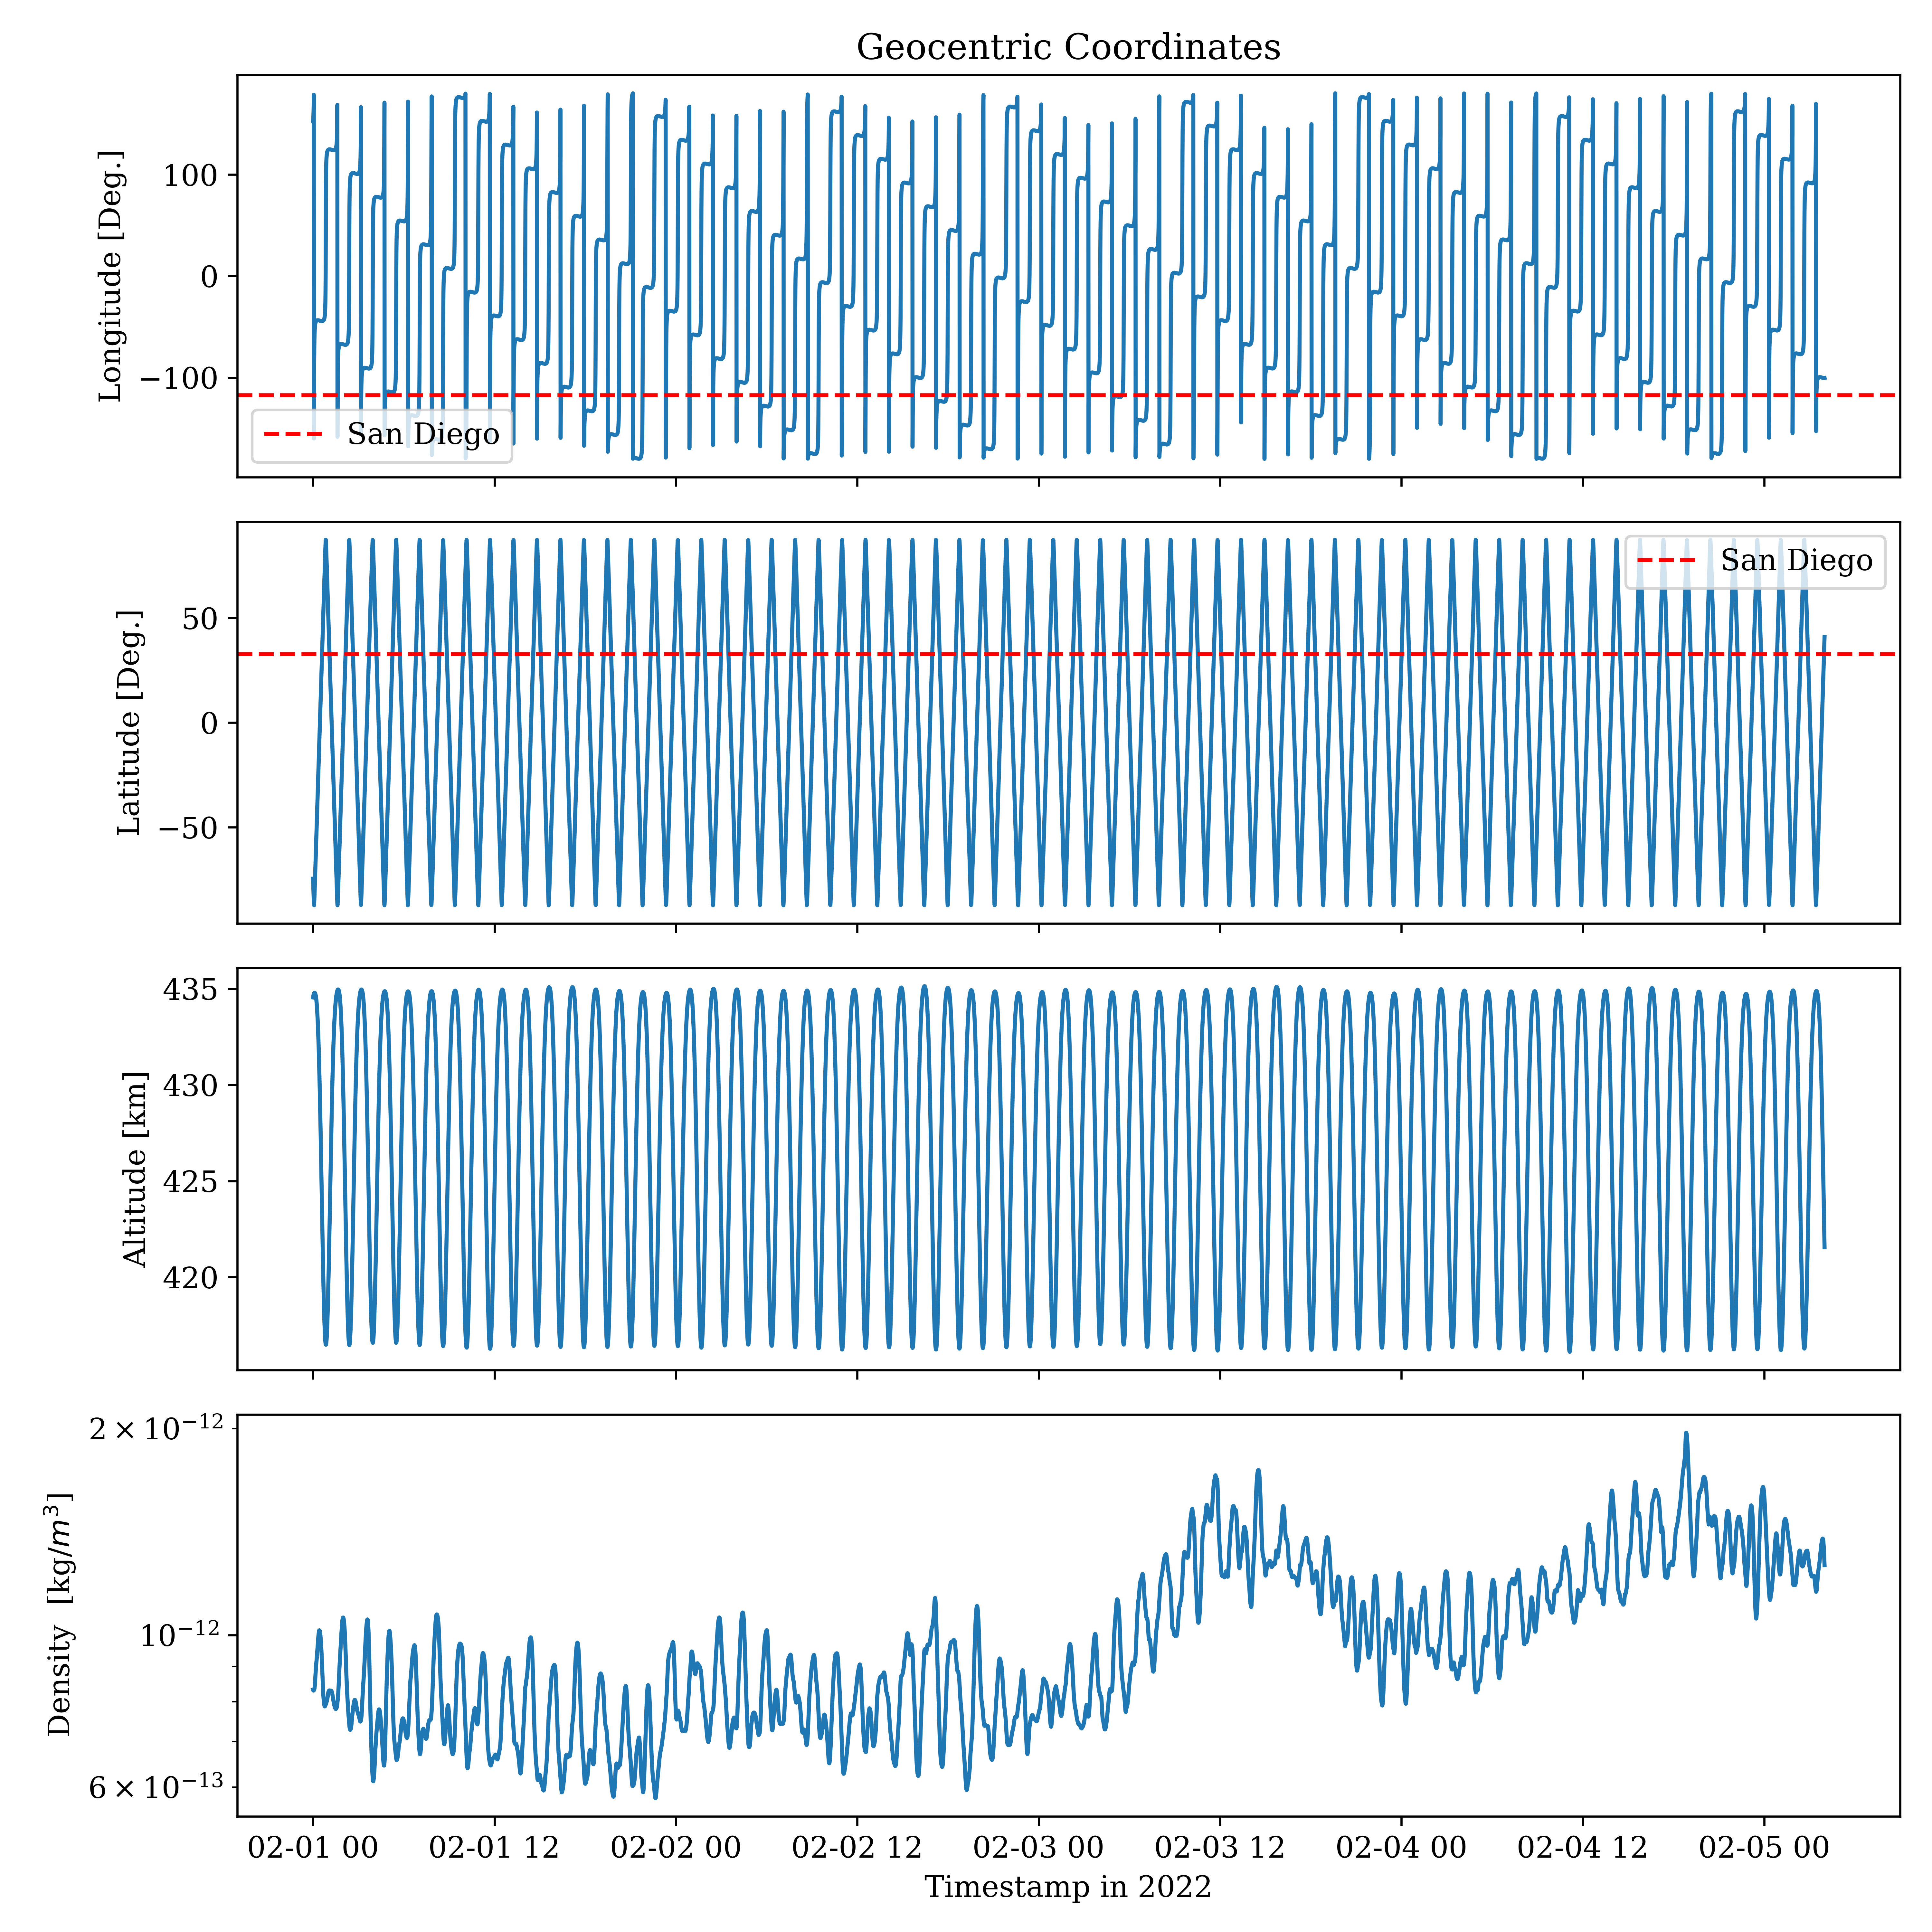 Geocentric Coordinates
Longitude [Deg.]
100
0
−100
San Diego
Latitude [Deg.]
50
0
−50
San Diego
Altitude [km]
435
430
425
420
Density [kg/m³]
2 × 10⁻¹²
10⁻¹²
6 × 10⁻¹³
02-01 00 02-01 12 02-02 00 02-02 12 02-03 00 02-03 12 02-04 00 02-04 12 02-05 00
Timestamp in 2022